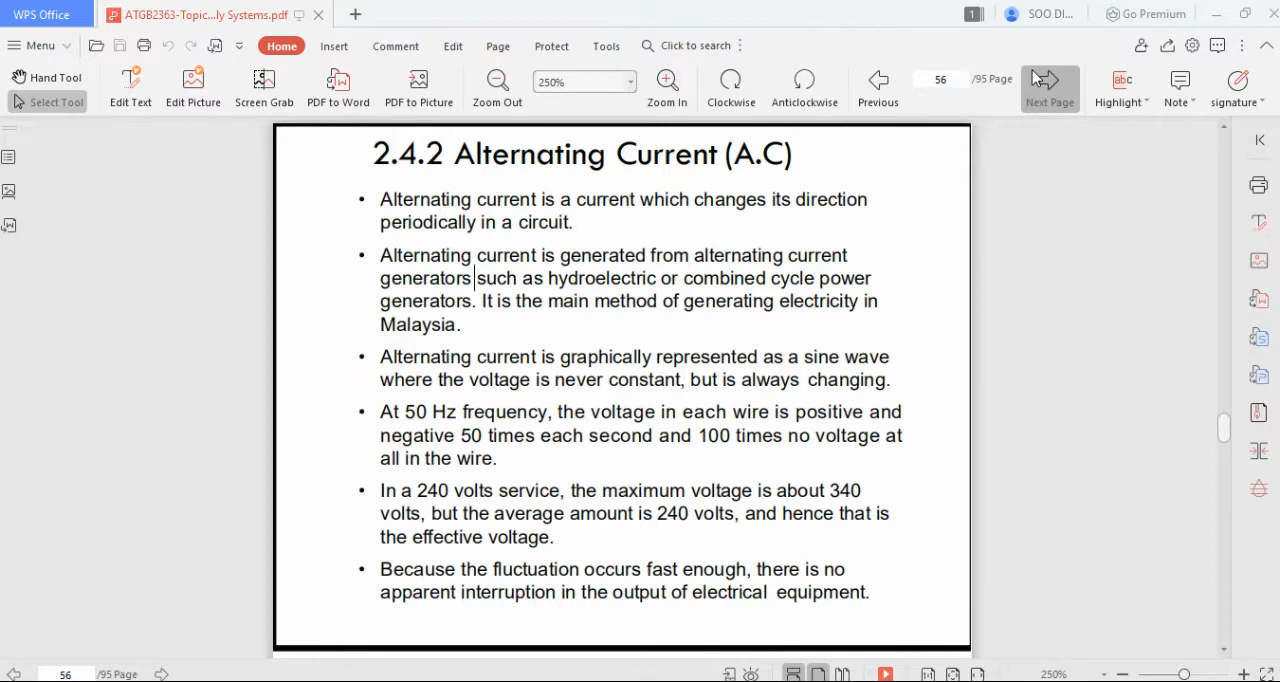 WPS Office
ATGB2363-Topic...ly Systems.pdf
1
SOO DI...
Go Premium
Menu
Home
Insert
Comment
Edit
Page
Protect
Tools
Click to search
Hand Tool
Select Tool
Edit Text
Edit Picture
Screen Grab
PDF to Word
PDF to Picture
Zoom Out
250%
Zoom In
Clockwise
Anticlockwise
Previous
56
/95 Page
Next Page
abc
Highlight
Note
signature
2.4.2 Alternating Current (A.C)
• Alternating current is a current which changes its direction
periodically in a circuit.
• Alternating current is generated from alternating current
generators such as hydroelectric or combined cycle power
generators. It is the main method of generating electricity in
Malaysia.
• Alternating current is graphically represented as a sine wave
where the voltage is never constant, but is always changing.
• At 50 Hz frequency, the voltage in each wire is positive and
negative 50 times each second and 100 times no voltage at
all in the wire.
• In a 240 volts service, the maximum voltage is about 340
volts, but the average amount is 240 volts, and hence that is
the effective voltage.
• Because the fluctuation occurs fast enough, there is no
apparent interruption in the output of electrical equipment.
56
/95 Page
250%